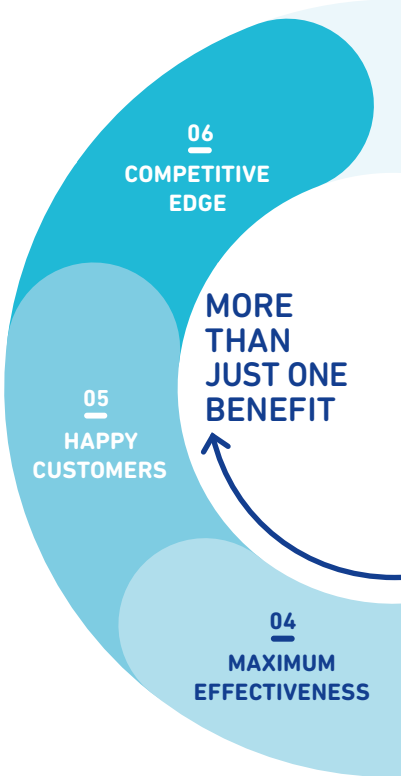 06
COMPETITIVE
EDGE
MORE
THAN
JUST ONE
BENEFIT
05
HAPPY
CUSTOMERS
04
MAXIMUM
EFFECTIVENESS